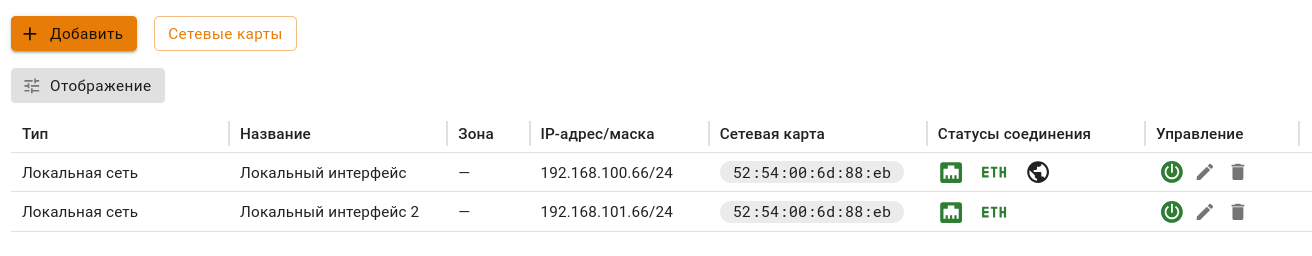 Добавить Сетевые карты
Отображение
Тип Название Зона IP-адрес/маска Сетевая карта Статусы соединения Управление
Локальная сеть Локальный интерфейс — 192.168.100.66/24 52:54:00:6d:88:eb ETH
Локальная сеть Локальный интерфейс 2 — 192.168.101.66/24 52:54:00:6d:88:eb ETH